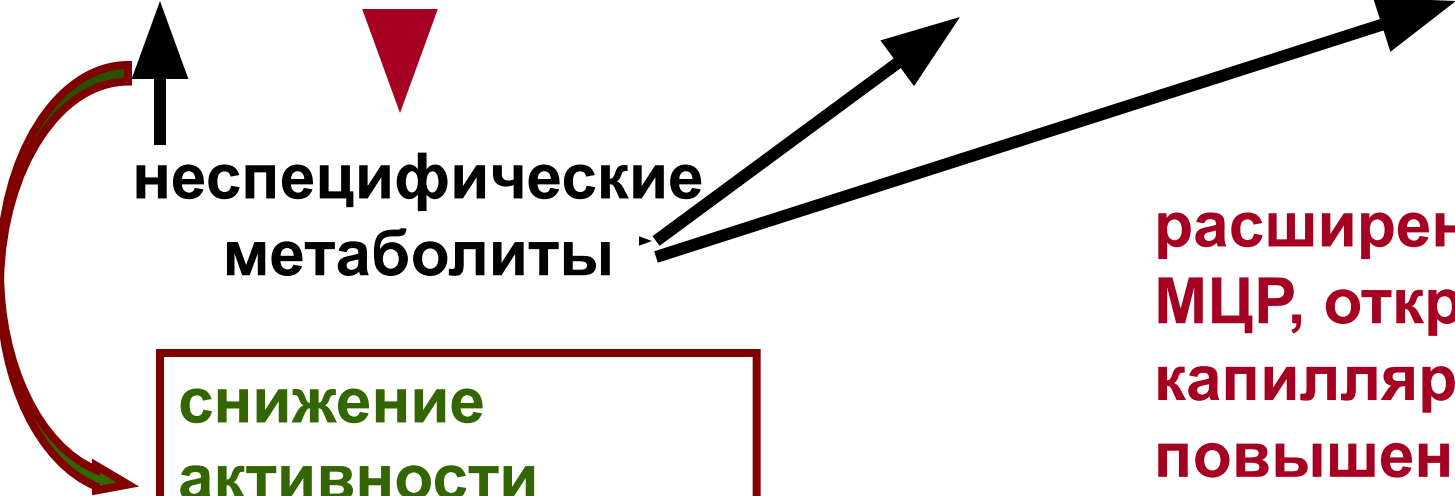 неспецифические
метаболиты
расширен
МЦР, откр
капилляр
повышен
снижение
активности